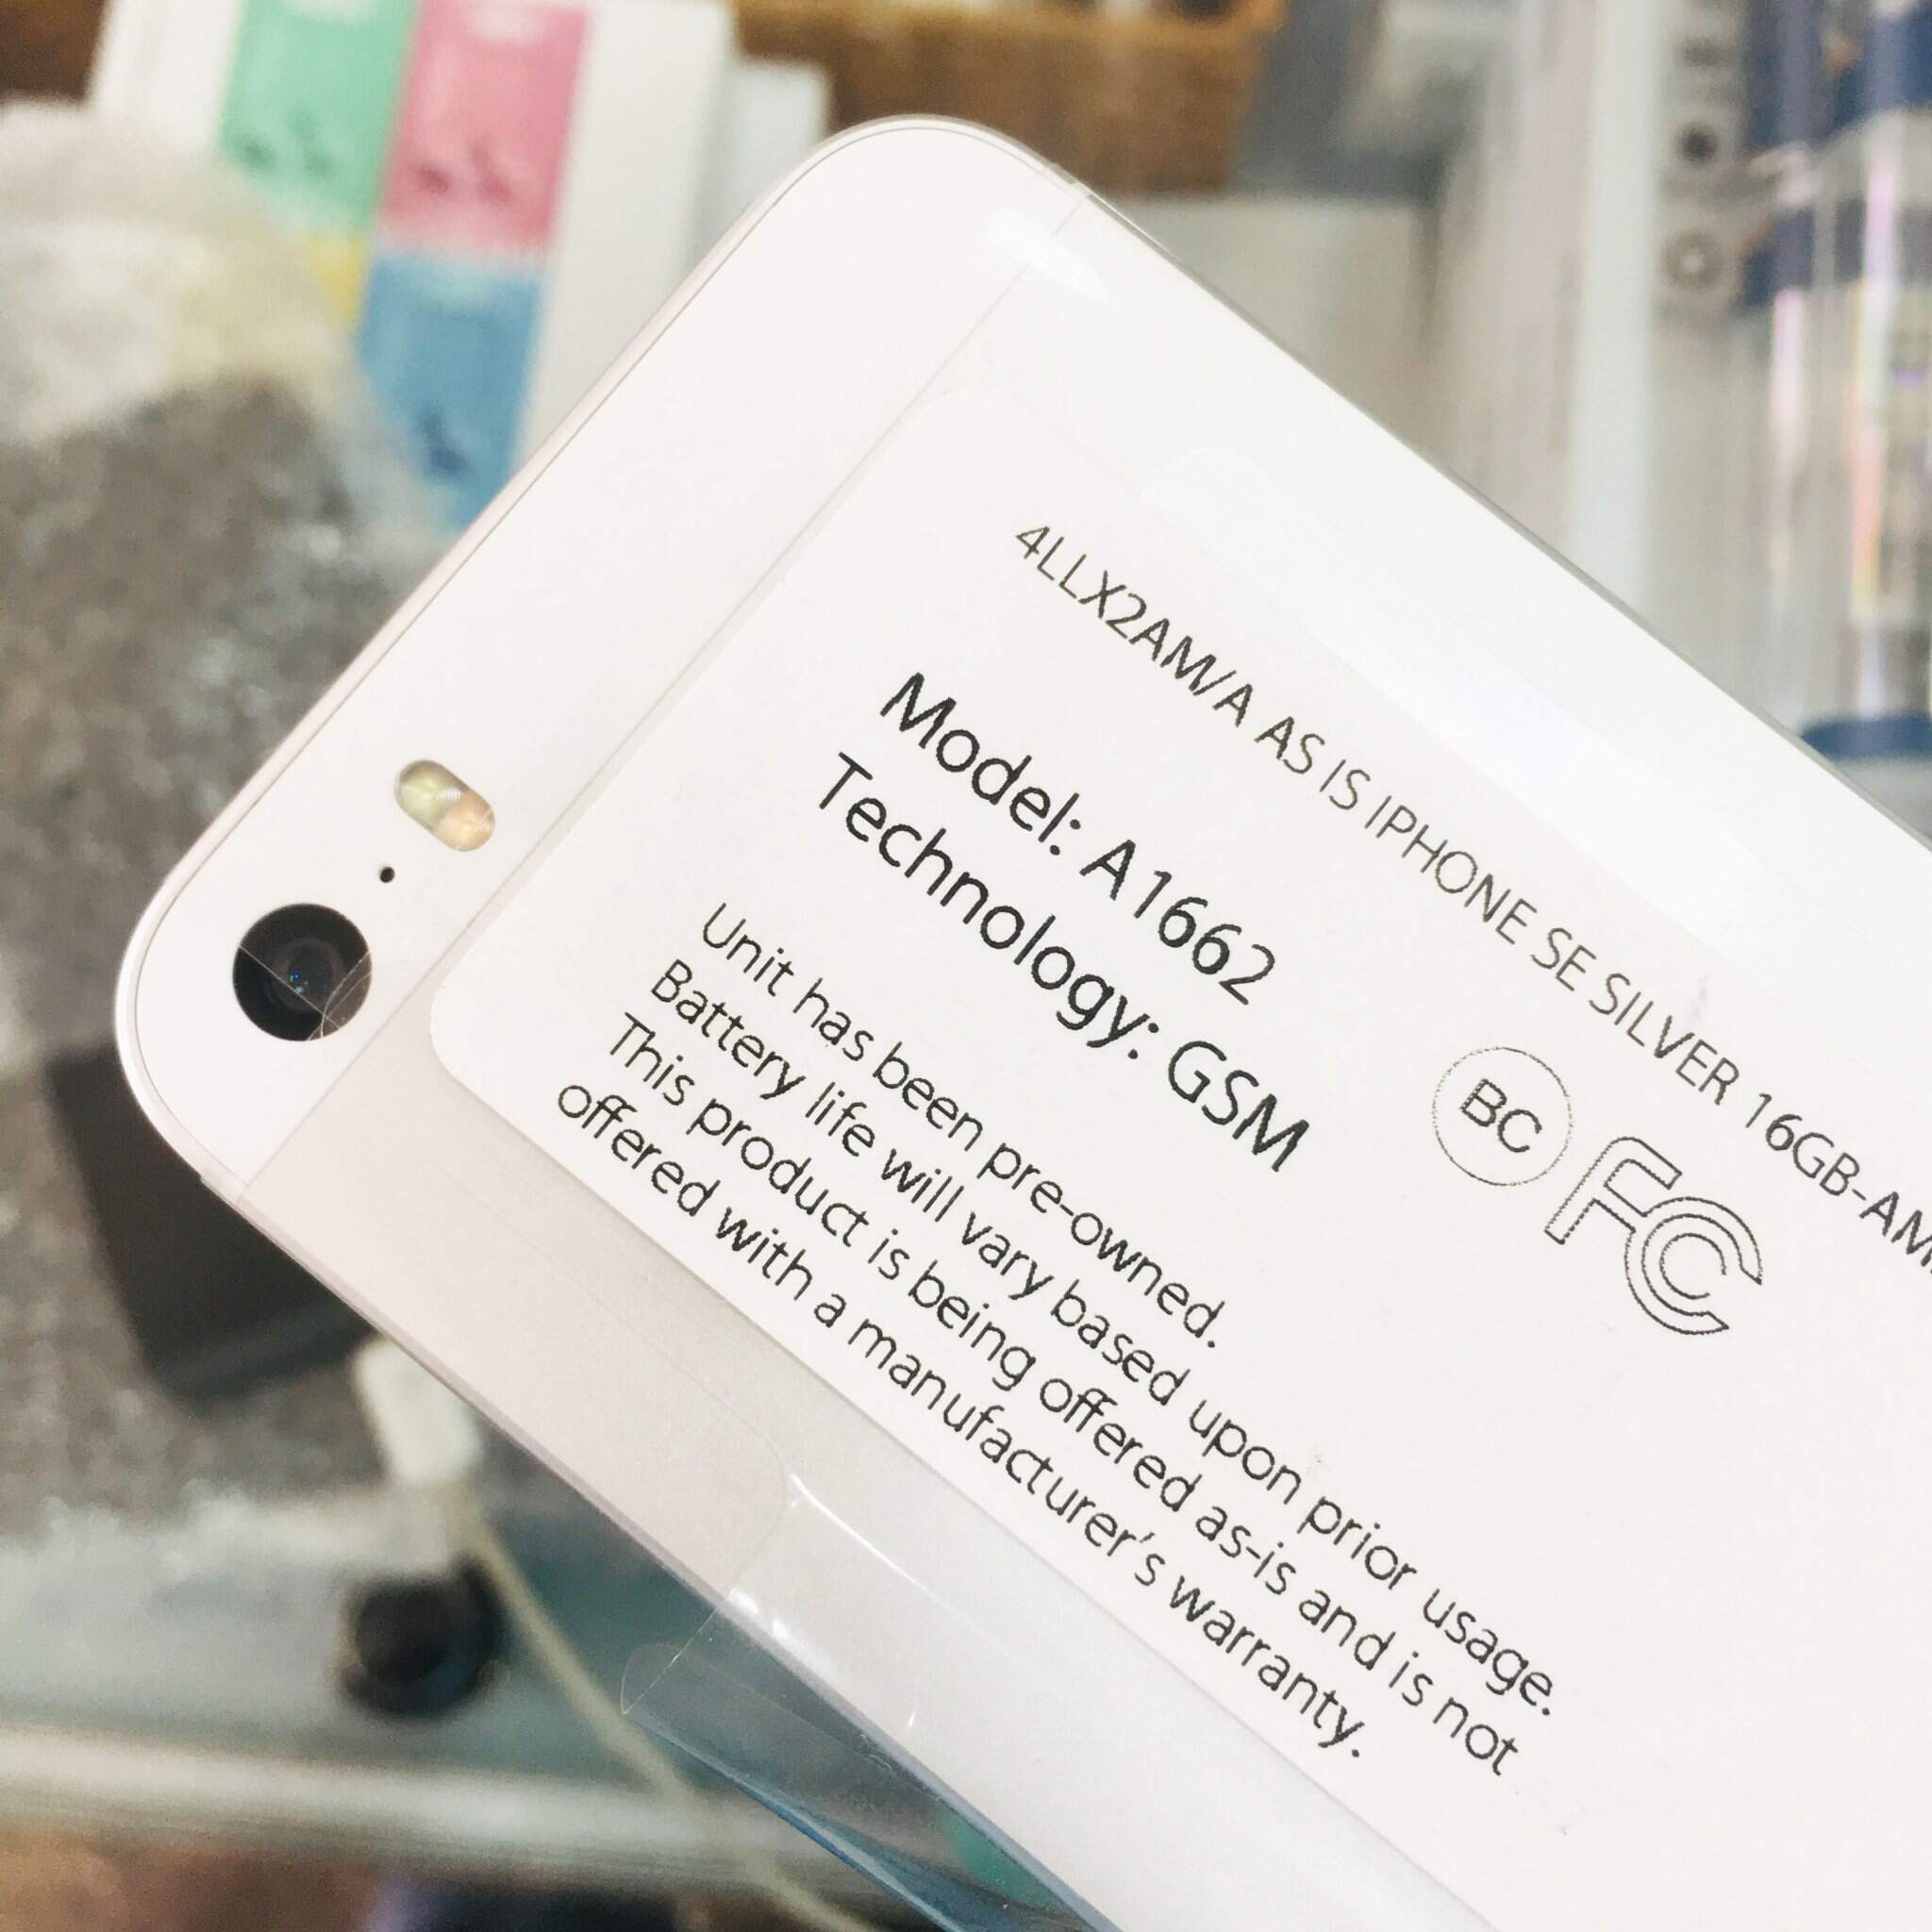 4LLX2AM/A AS IS IPHONE SE SILVER 16GB-AM
Model: A1662
Technology: GSM
BC
FC
Unit has been pre-owned.
Battery life will vary based upon prior usage.
This product is being offered as-is and is not
offered with a manufacturer's warranty.